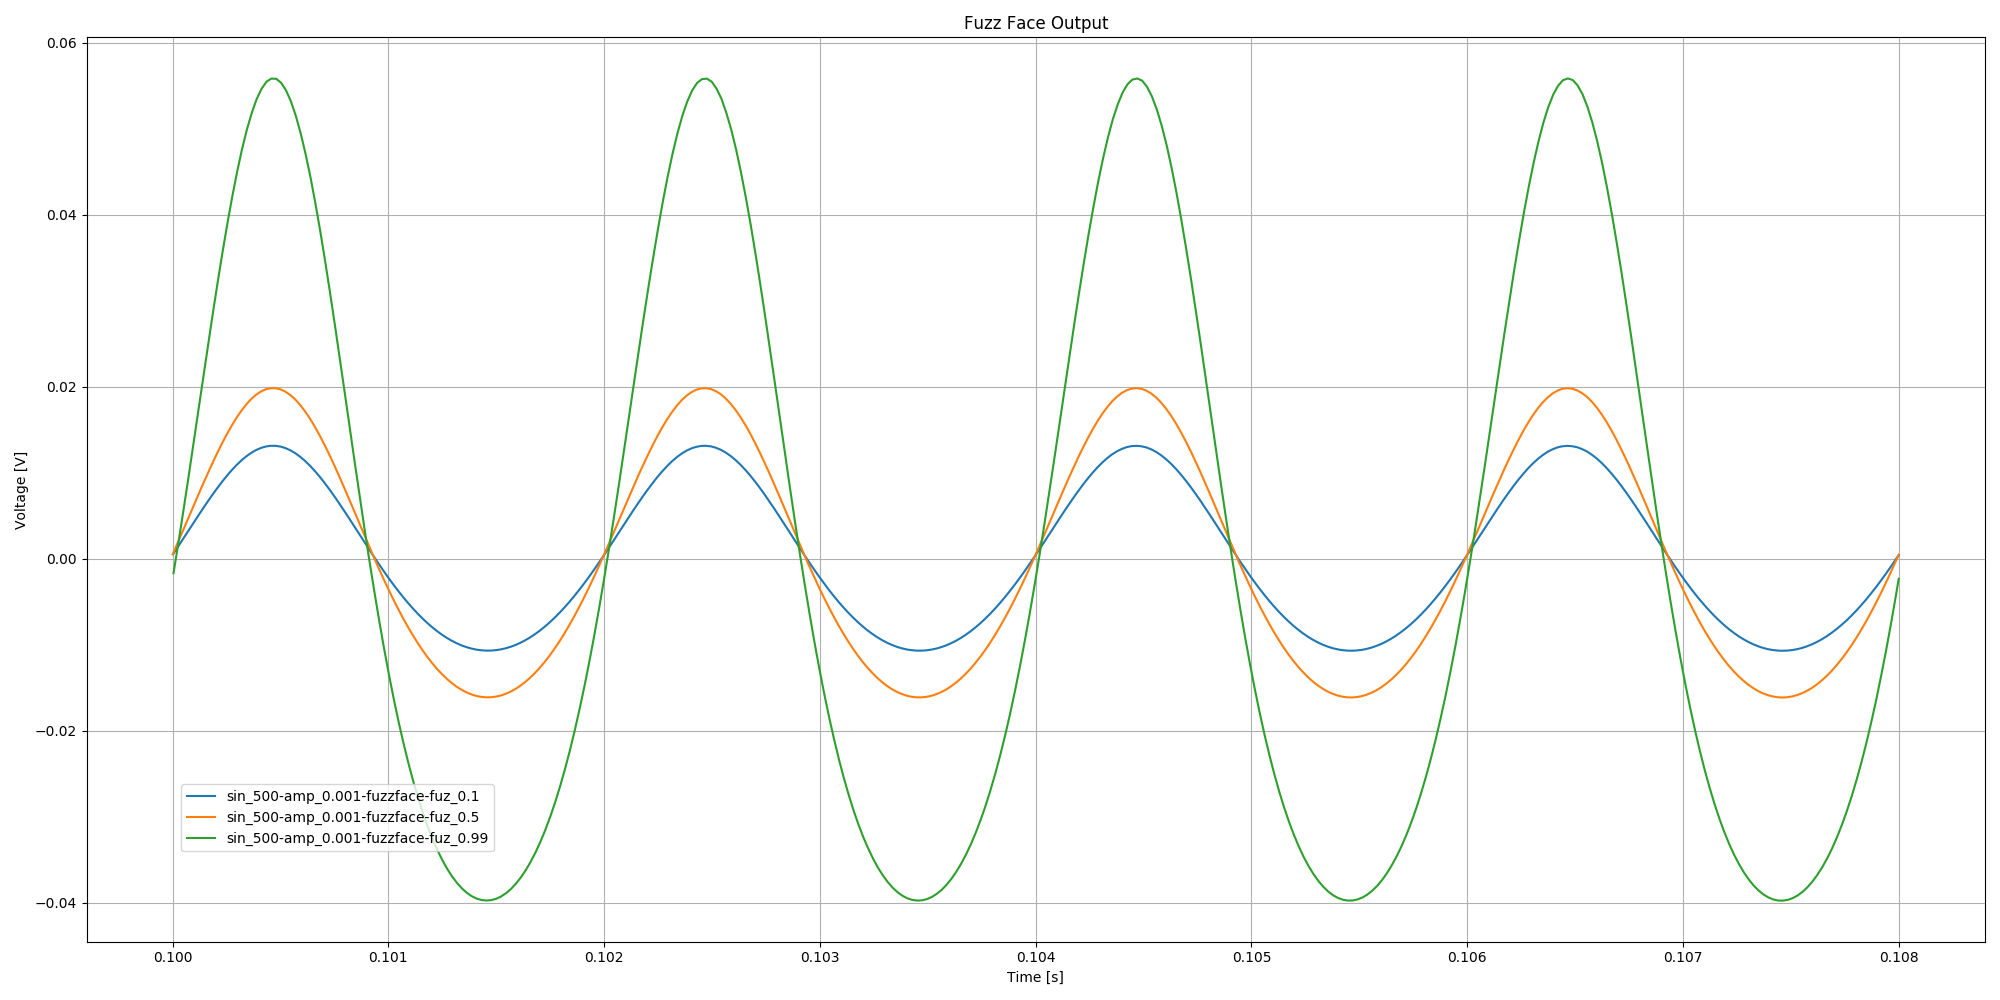 Fuzz Face Output
0.06
0.04
0.02
0.00
−0.02
−0.04
Voltage [V]
sin_500-amp_0.001-fuzzface-fuz_0.1
sin_500-amp_0.001-fuzzface-fuz_0.5
sin_500-amp_0.001-fuzzface-fuz_0.99
0.100 0.101 0.102 0.103 0.104 0.105 0.106 0.107 0.108
Time [s]